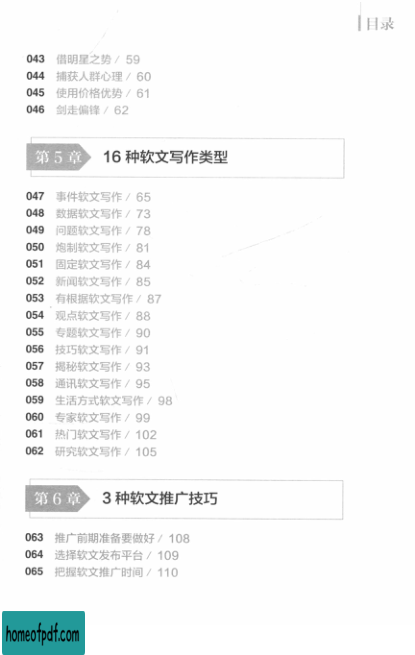 目录
043 借明星之势 / 59
044 捕获人群心理 / 60
045 使用价格优势 / 61
046 剑走偏锋 / 62
第 5 章 16 种软文写作类型
047 事件软文写作 / 65
048 数据软文写作 / 73
049 问题软文写作 / 78
050 炮制软文写作 / 81
051 固定软文写作 / 84
052 新闻软文写作 / 85
053 有根据软文写作 / 87
054 观点软文写作 / 88
055 专题软文写作 / 90
056 技巧软文写作 / 91
057 揭秘软文写作 / 93
058 通讯软文写作 / 95
059 生活方式软文写作 / 98
060 专家软文写作 / 99
061 热门软文写作 / 102
062 研究软文写作 / 105
第 6 章 3 种软文推广技巧
063 推广前期准备要做好 / 108
064 选择软文发布平台 / 109
065 把握软文推广时间 / 110
homeofpdf.com